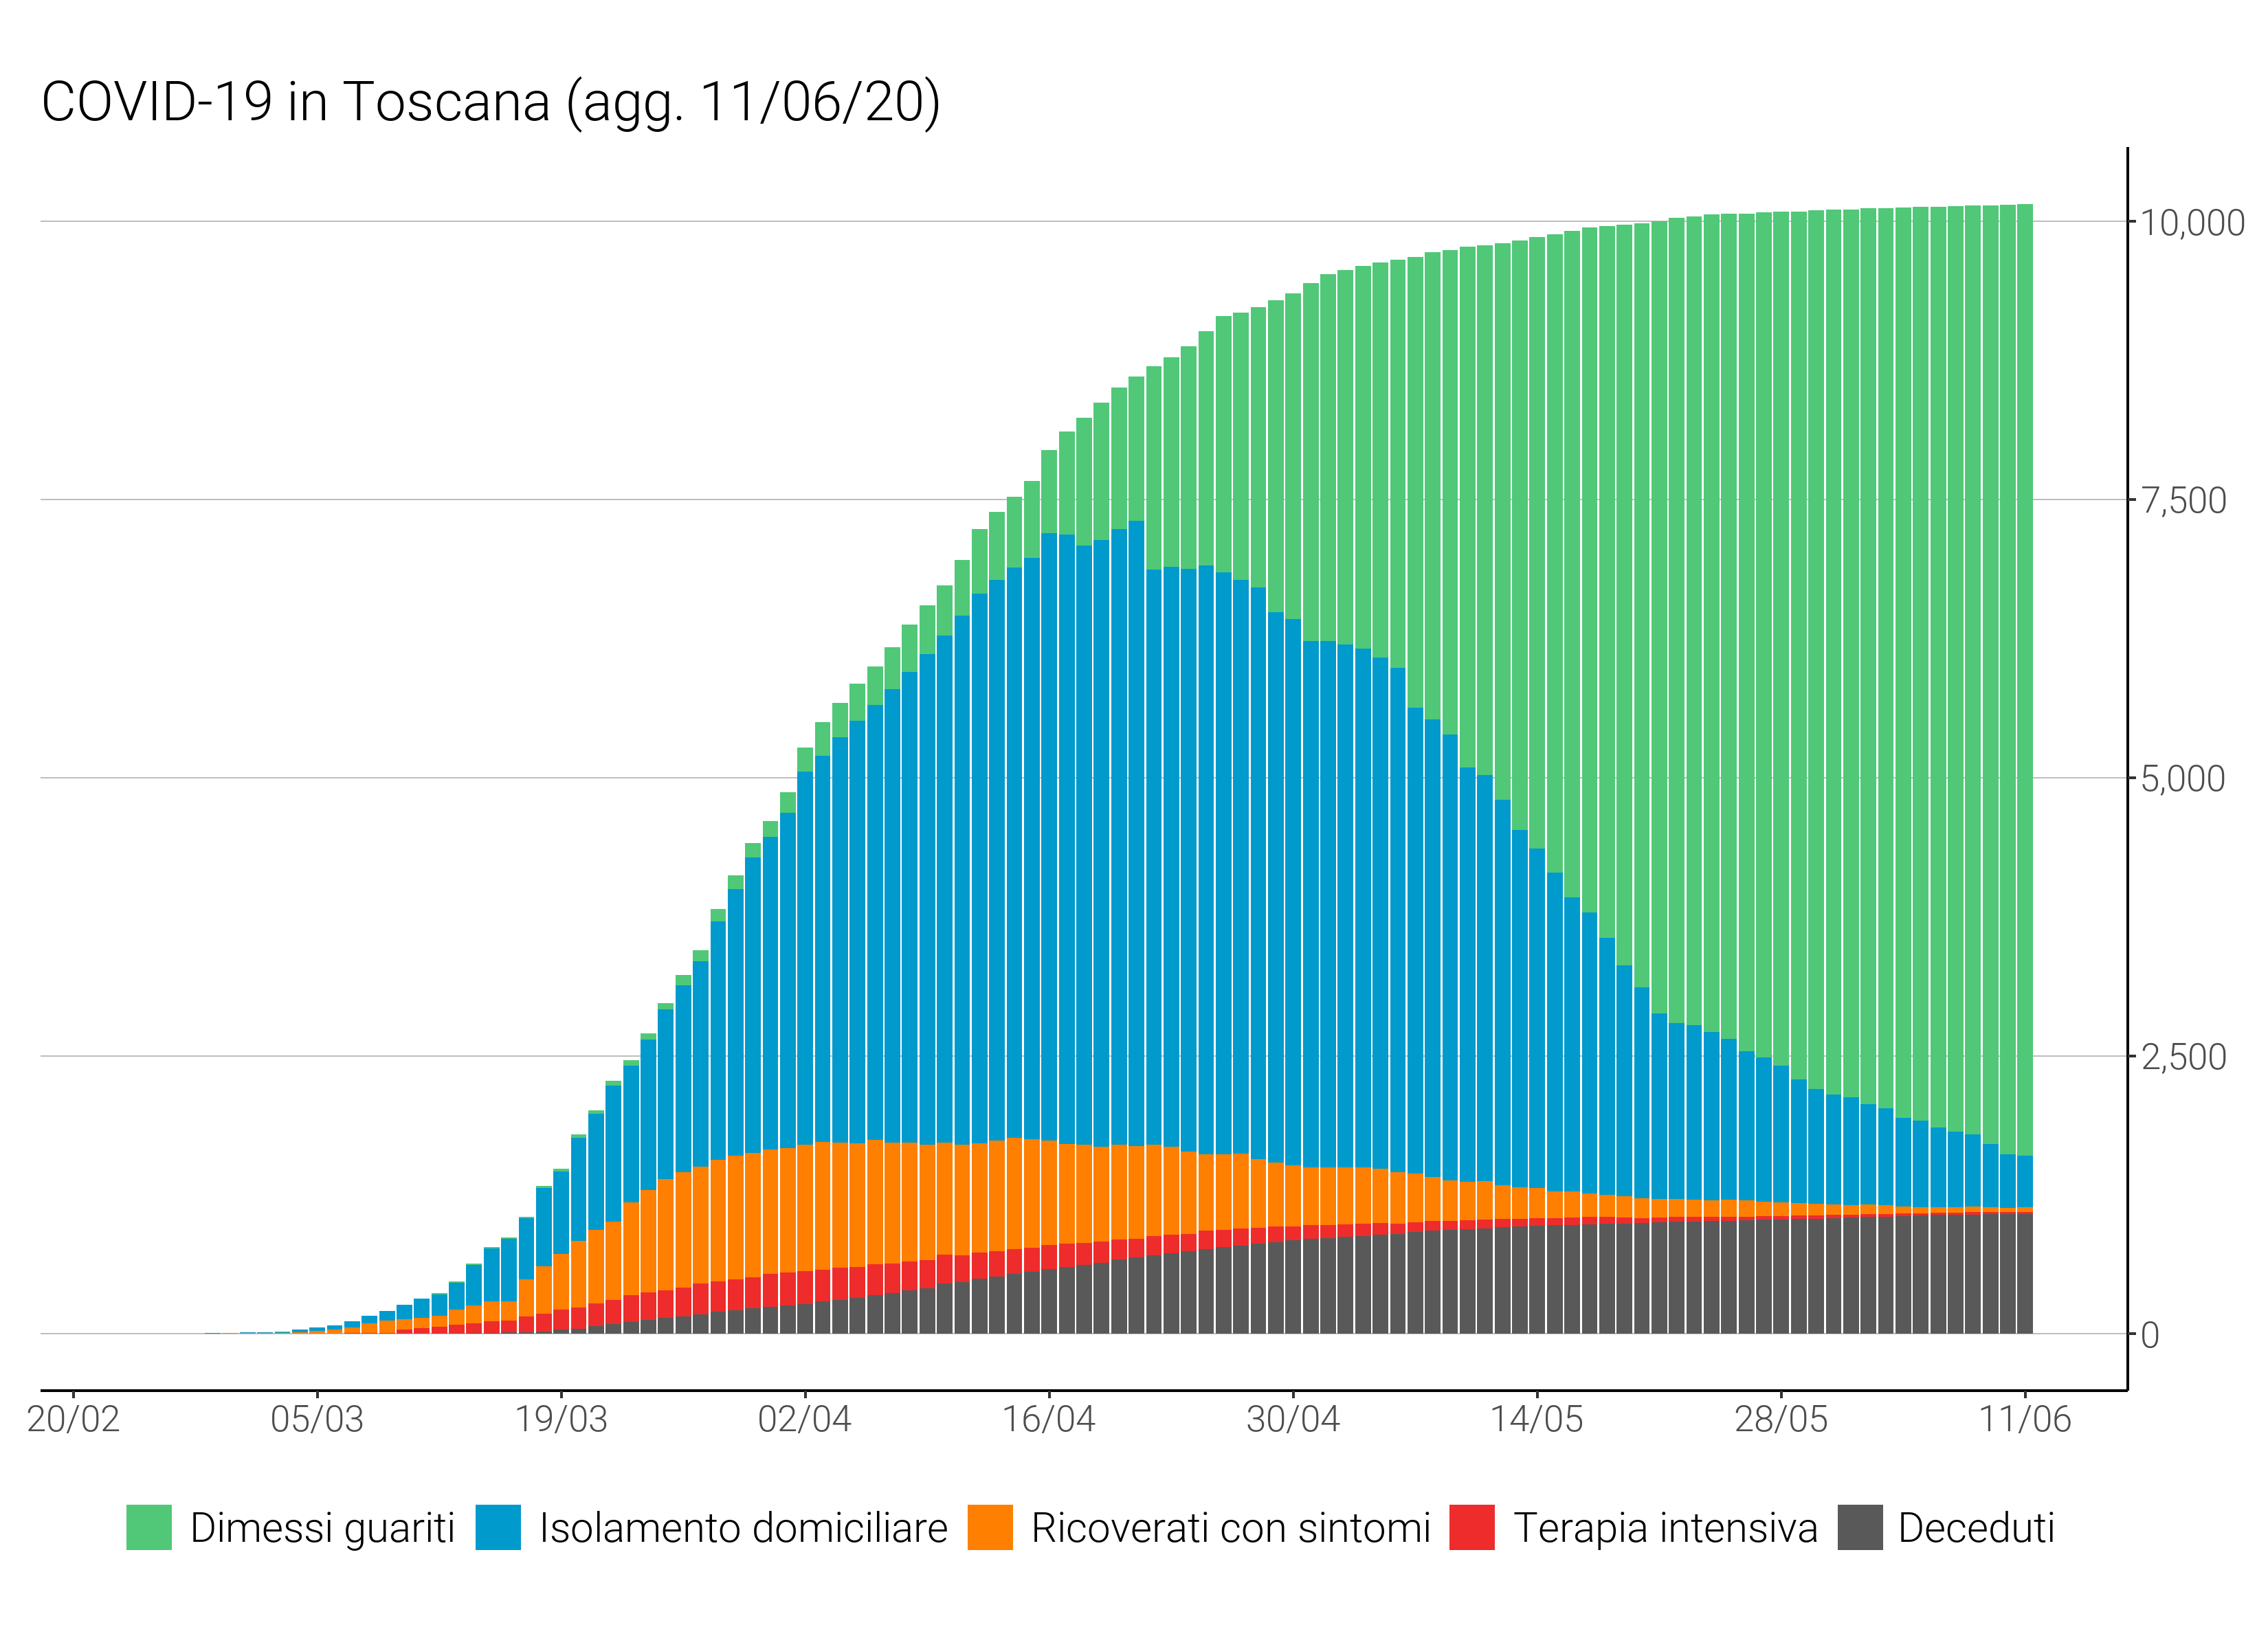 COVID-19 in Toscana (agg. 11/06/20)
10,000
7,500
5,000
2,500
0
20/02 05/03 19/03 02/04 16/04 30/04 14/05 28/05 11/06
Dimessi guariti Isolamento domiciliare Ricoverati con sintomi Terapia intensiva Deceduti